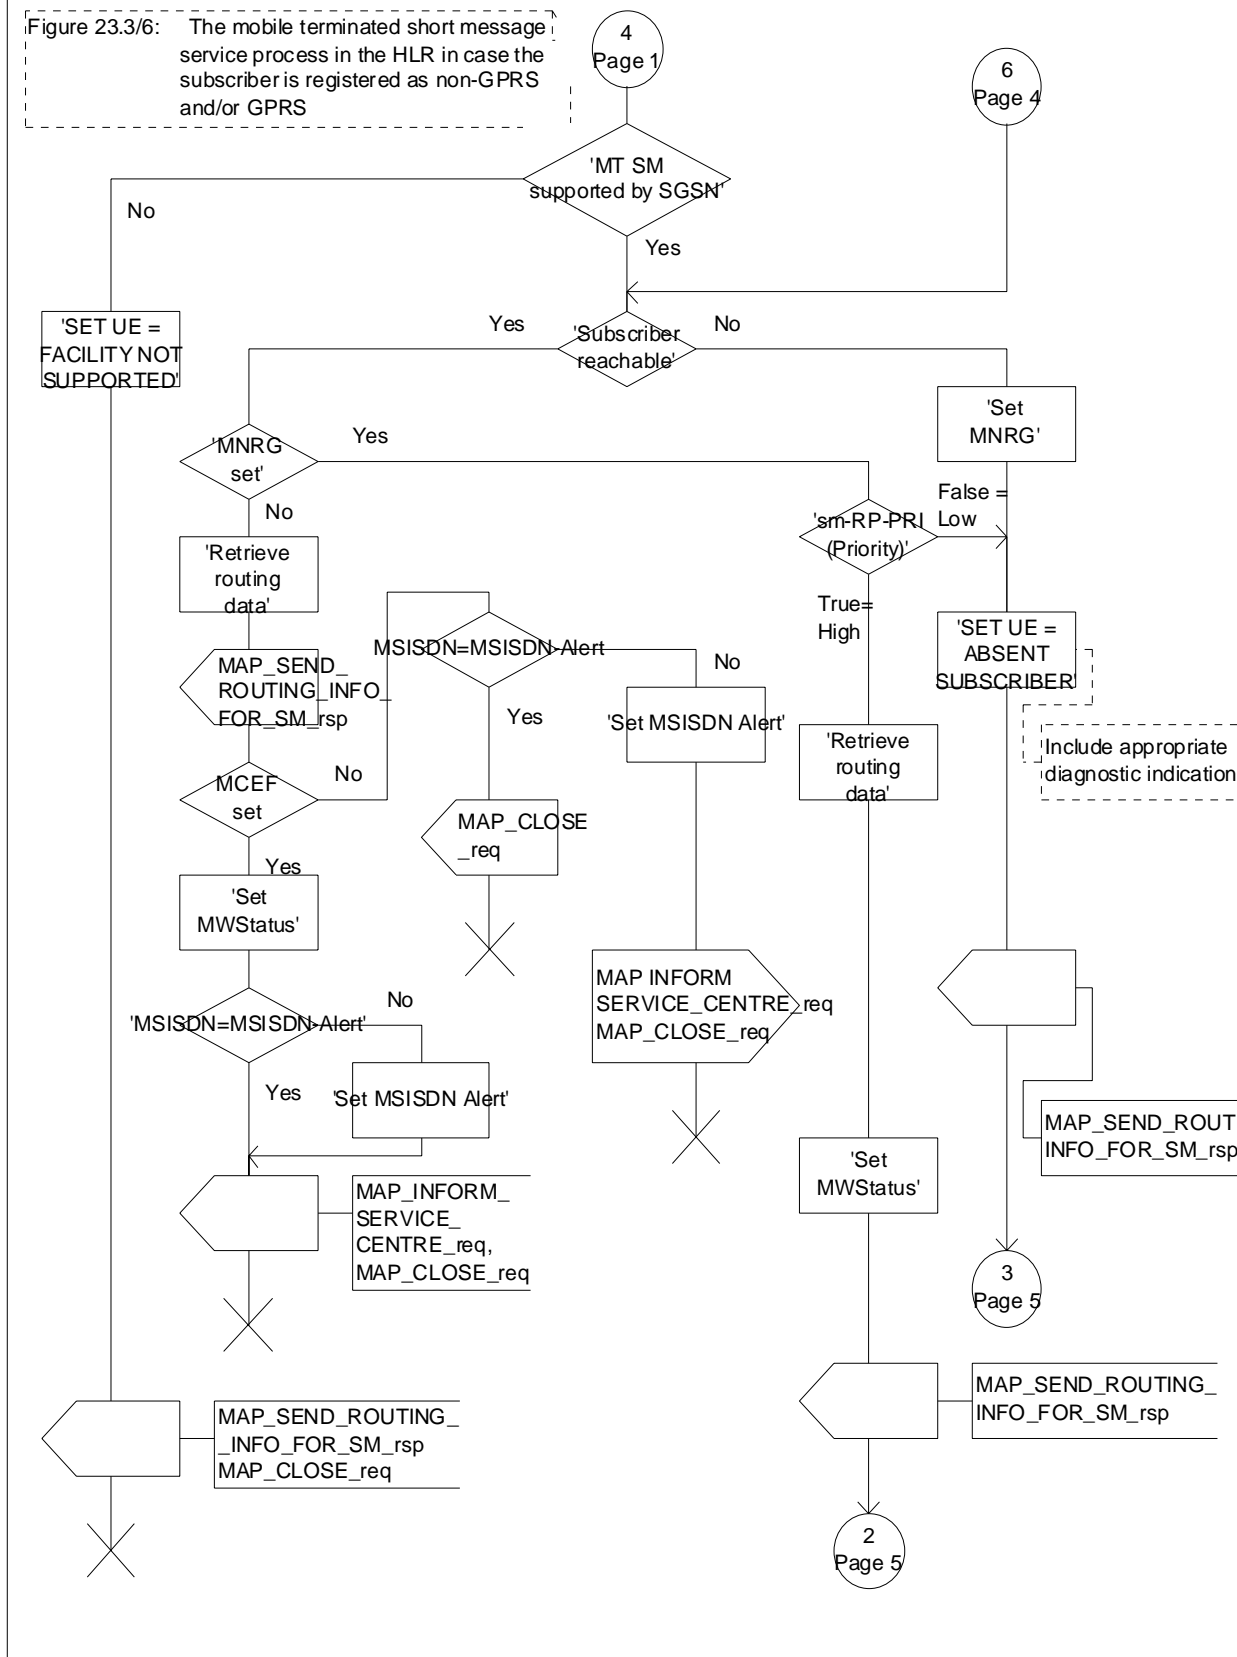 Figure 23.3/6: The mobile terminated short message
service process in the HLR in case the
subscriber is registered as non-GPRS
and/or GPRS
4
Page 1
6
Page 4
'MT SM
supported by SGSN'
No
Yes
'SET UE =
FACILITY NOT
SUPPORTED'
Yes
'Subscriber
reachable'
No
'Set
MNRG'
'MNRG
set'
Yes
No
'sm-RP-PRI
(Priority)'
False =
Low
True=
High
'Retrieve
routing
data'
MSISDN=MSISDN-Alert
No
Yes
'SET UE =
ABSENT
SUBSCRIBER'
MAP_SEND_
ROUTING_INFO_
FOR_SM_rsp
'Set MSISDN Alert'
'Retrieve
routing
data'
Include appropriate
diagnostic indication
MCEF
set
No
Yes
MAP_CLOSE
_req
'Set
MWStatus'
MAP INFORM
SERVICE_CENTRE_req
MAP_CLOSE_req
'MSISDN=MSISDN-Alert'
No
Yes
'Set MSISDN Alert'
MAP_SEND_ROUT
INFO_FOR_SM_rsp
'Set
MWStatus'
MAP_INFORM_
SERVICE_
CENTRE_req,
MAP_CLOSE_req
3
Page 5
MAP_SEND_ROUTING_
INFO_FOR_SM_rsp
MAP_SEND_ROUTING_
_INFO_FOR_SM_rsp
MAP_CLOSE_req
2
Page 5